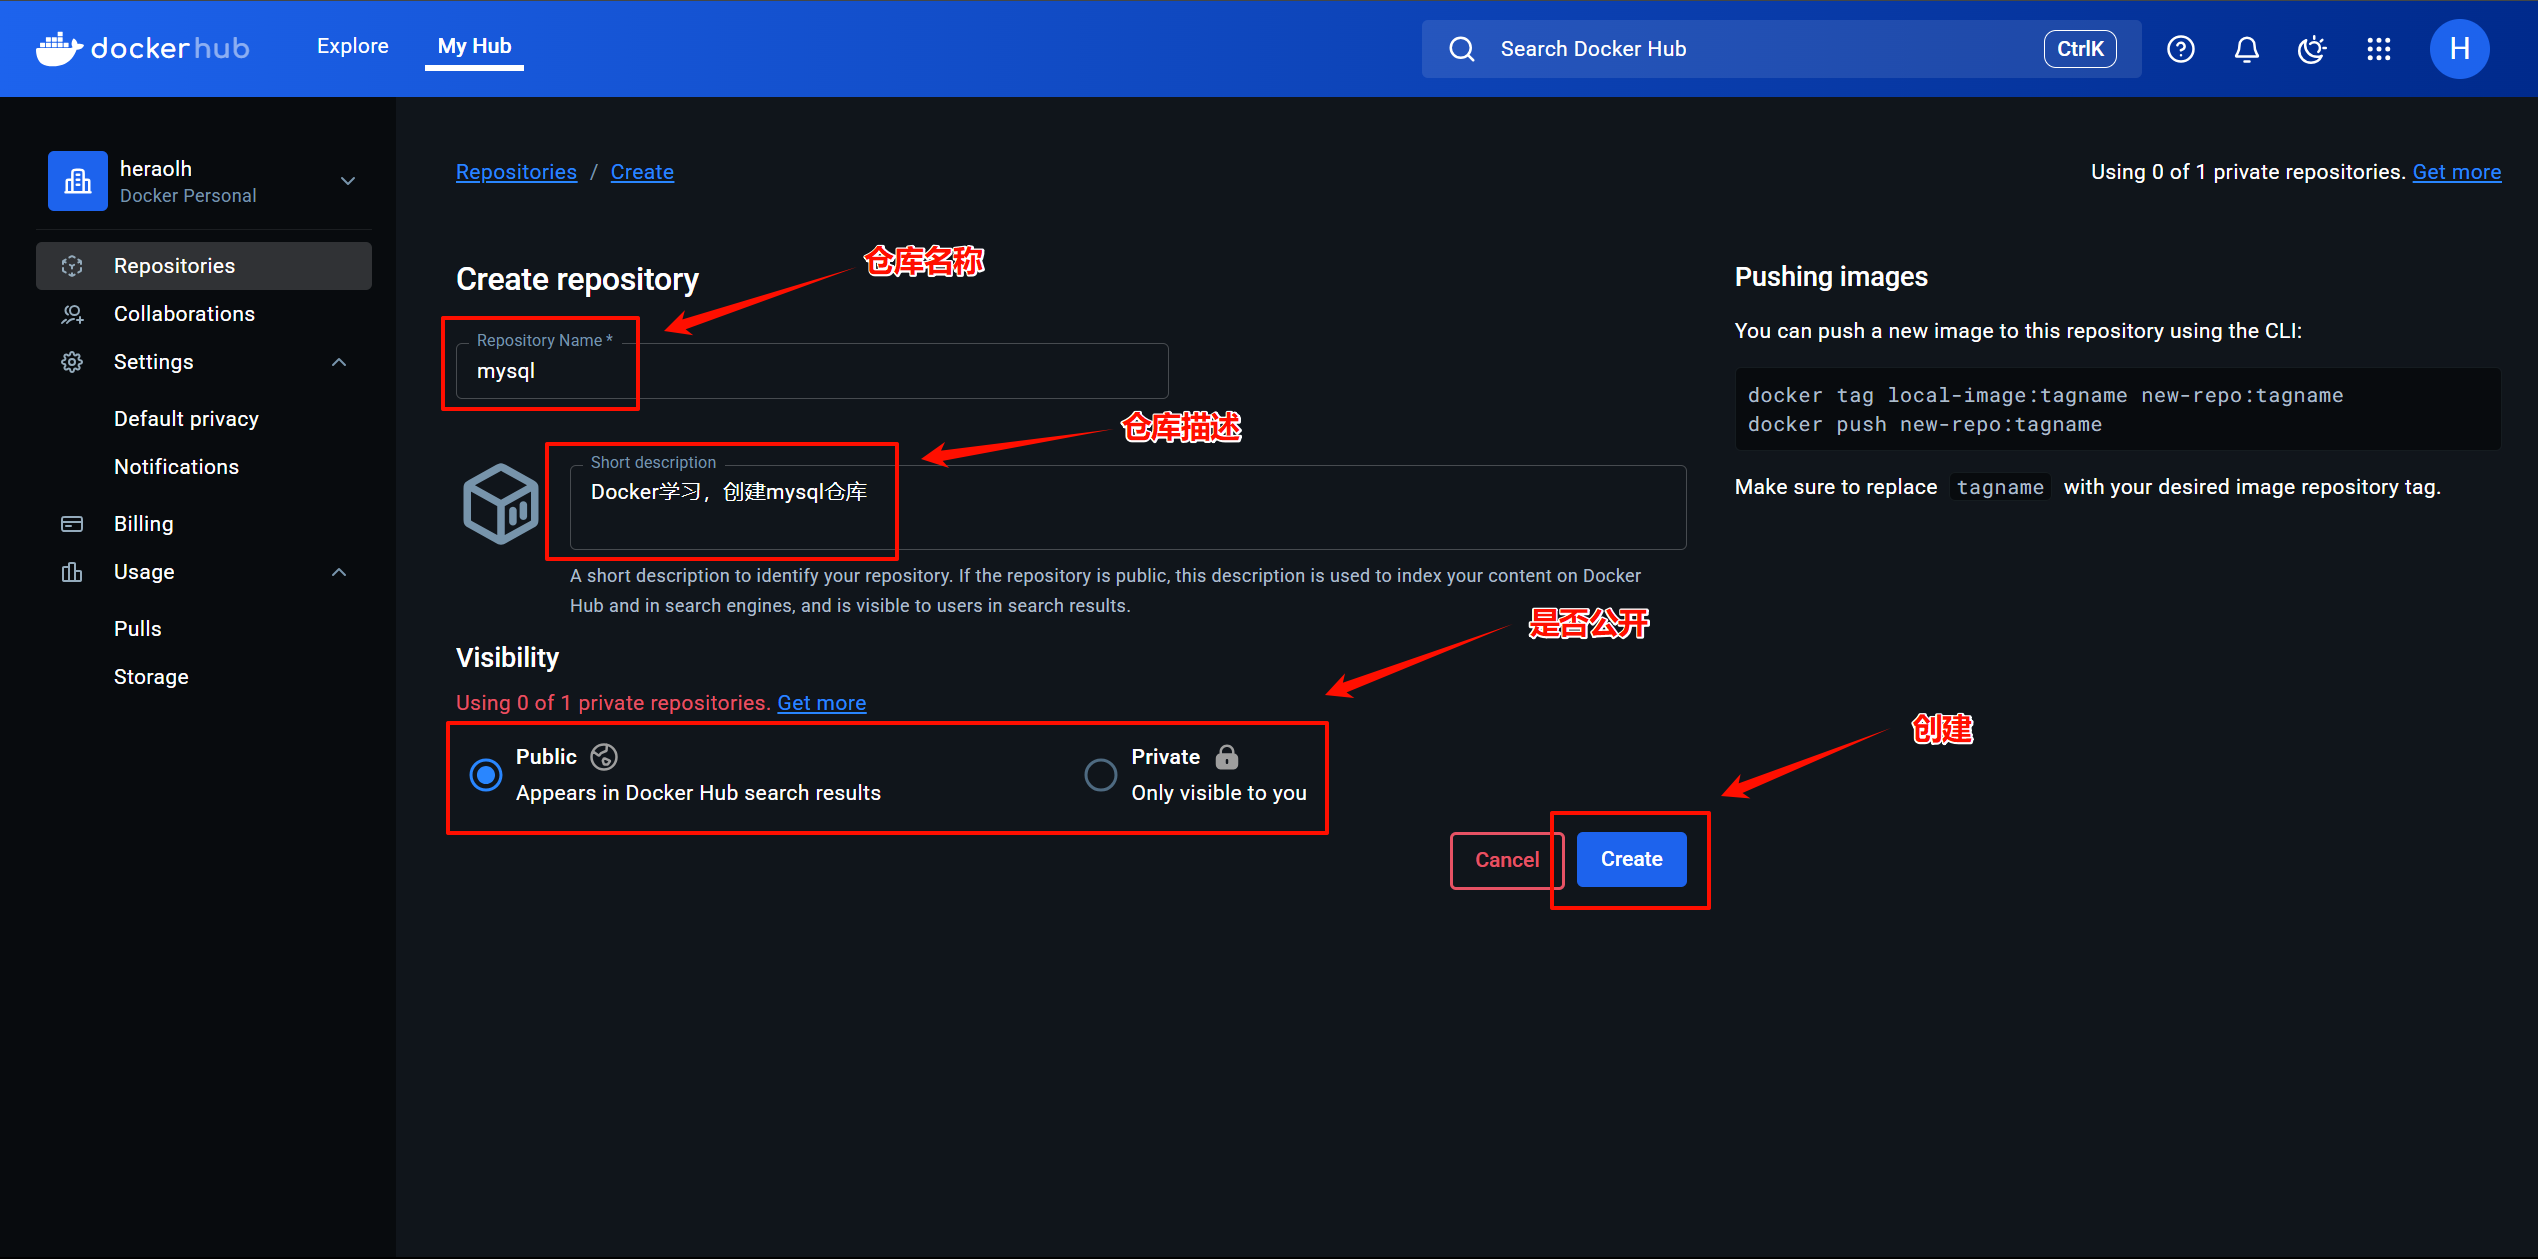 dockerhub
Explore
My Hub
Search Docker Hub
CtrlK
H
heraolh
Docker Personal
Repositories
Collaborations
Settings
Default privacy
Notifications
Billing
Usage
Pulls
Storage
Repositories / Create
Using 0 of 1 private repositories. Get more
Create repository
仓库名称
Repository Name *
mysql
仓库描述
Short description
Docker学习，创建mysql仓库
A short description to identify your repository. If the repository is public, this description is used to index your content on Docker
Hub and in search engines, and is visible to users in search results.
是否公开
Visibility
Using 0 of 1 private repositories. Get more
Public
Appears in Docker Hub search results
Private
Only visible to you
创建
Cancel
Create
Pushing images
You can push a new image to this repository using the CLI:
docker tag local-image:tagname new-repo:tagname
docker push new-repo:tagname
Make sure to replace tagname with your desired image repository tag.